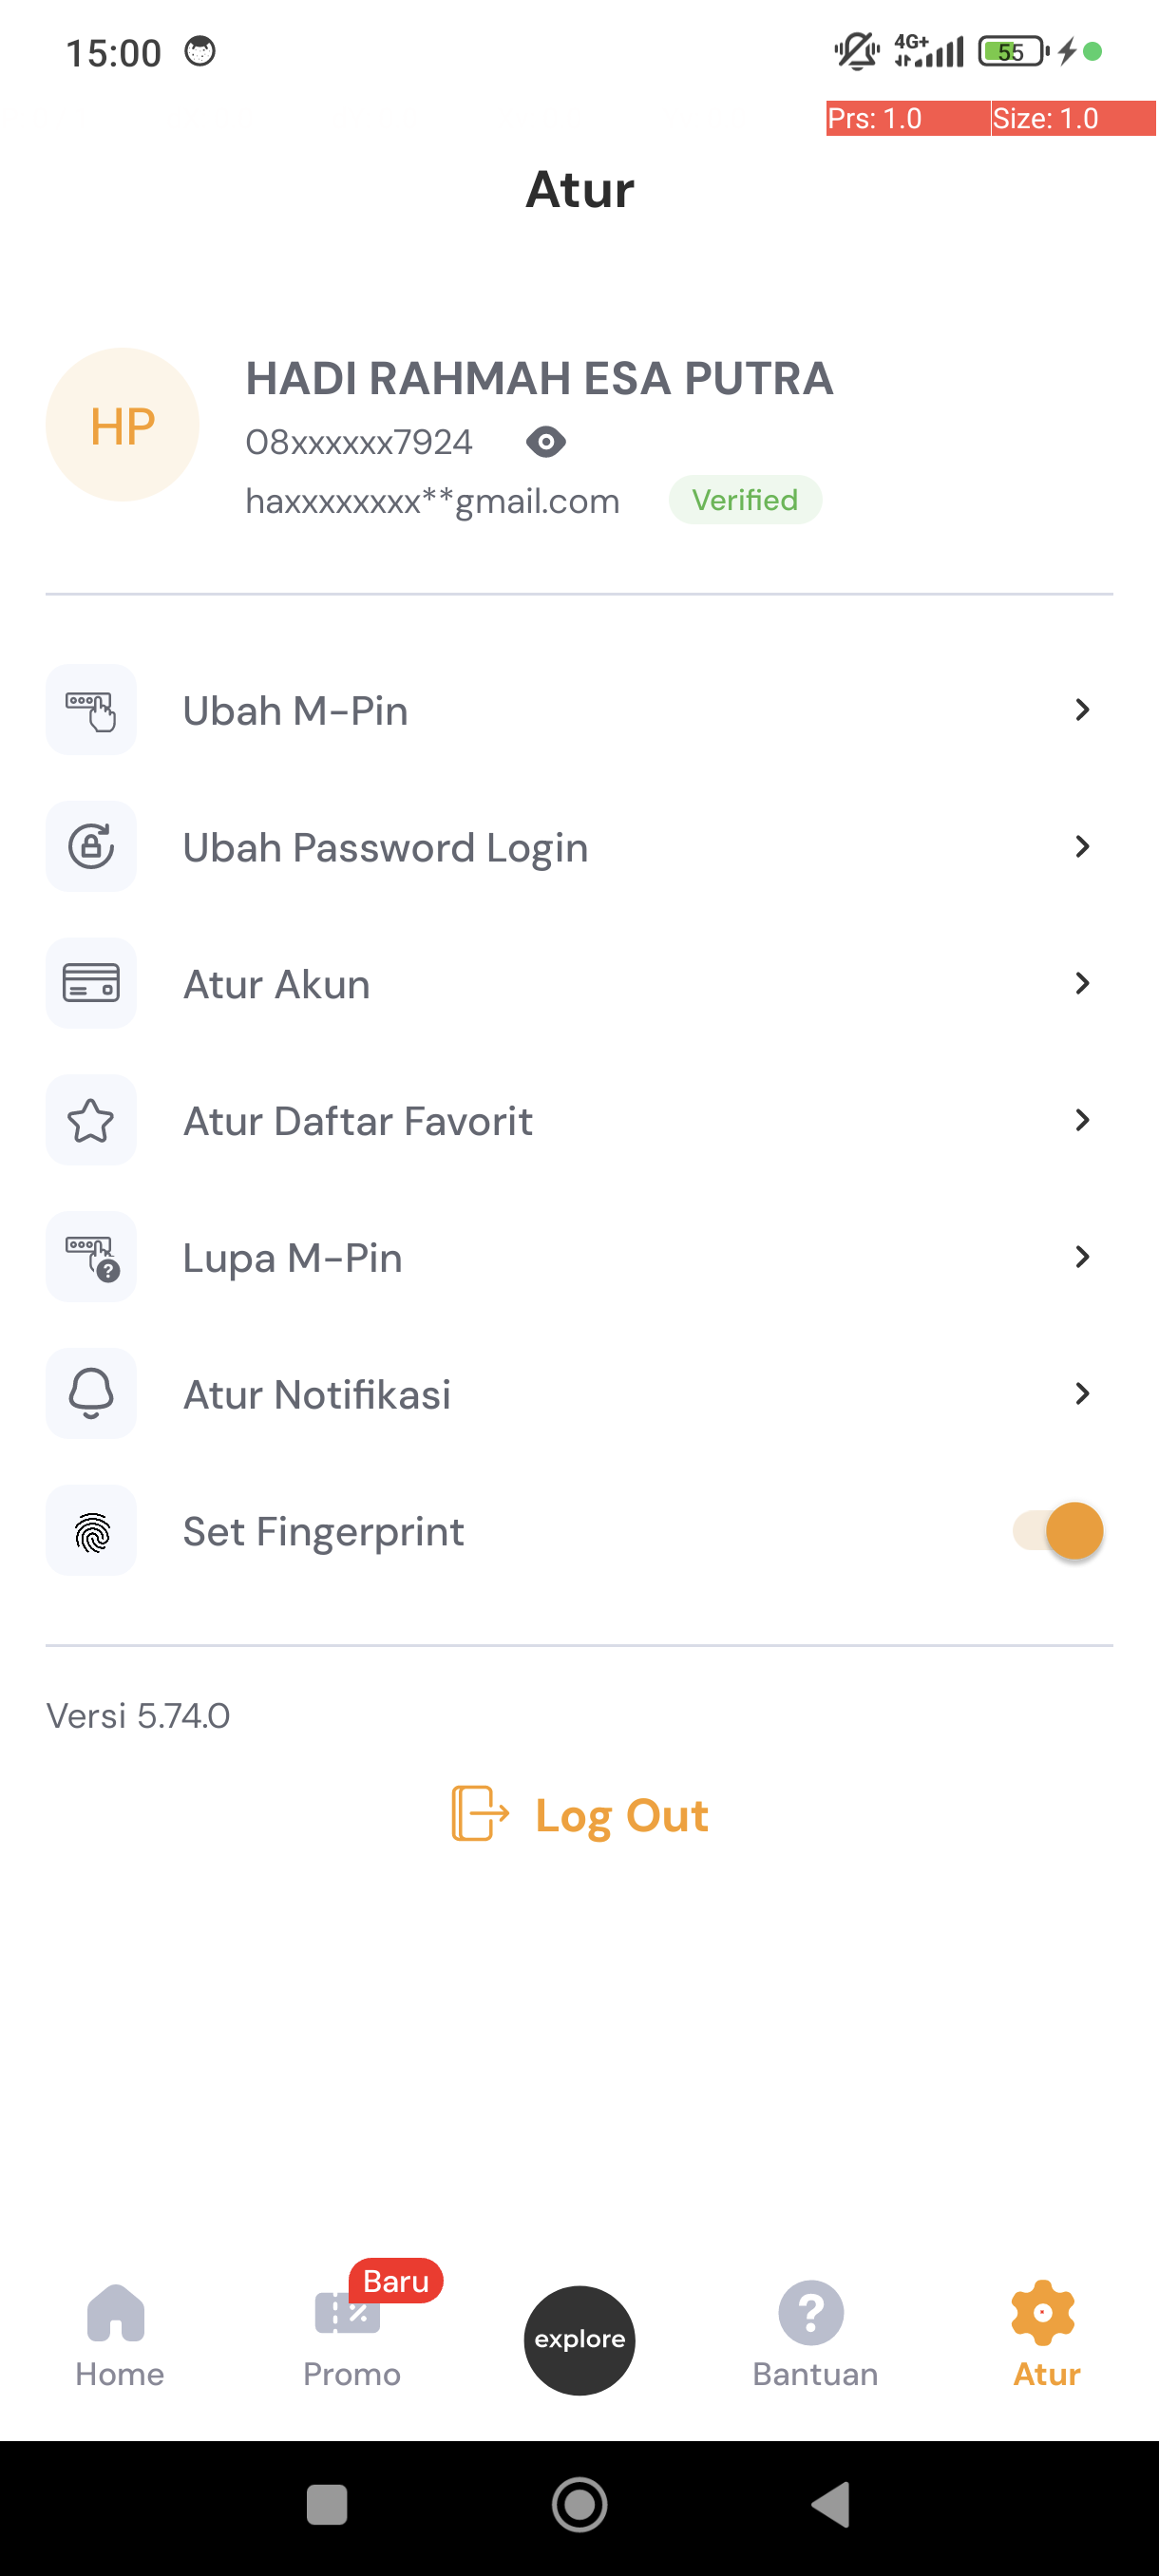 15:00
4G+
55
Prs: 1.0 Size: 1.0
Atur
HP
HADI RAHMAH ESA PUTRA
08xxxxxx7924
haxxxxxxxxx**gmail.com Verified
Ubah M-Pin
Ubah Password Login
Atur Akun
Atur Daftar Favorit
Lupa M-Pin
Atur Notifikasi
Set Fingerprint
Versi 5.74.0
Log Out
Baru
Home
Promo
explore
Bantuan
Atur